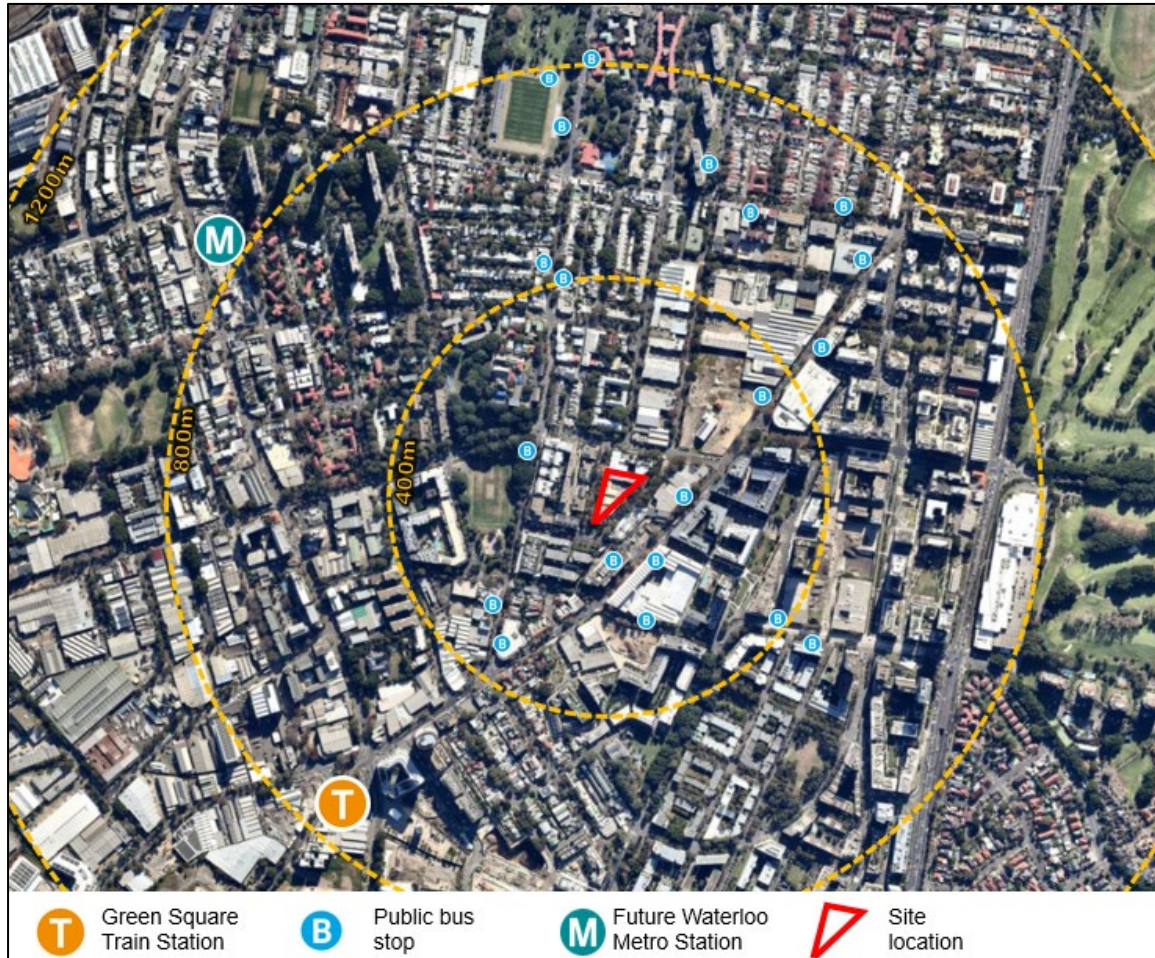 B
B
B
B
1200m
B
B
M
B
B
B
B
B
800m
B
400m
B
B
B
B
B
B
B
B
T
T Green Square
Train Station
B Public bus
stop
M Future Waterloo
Metro Station
Site
location